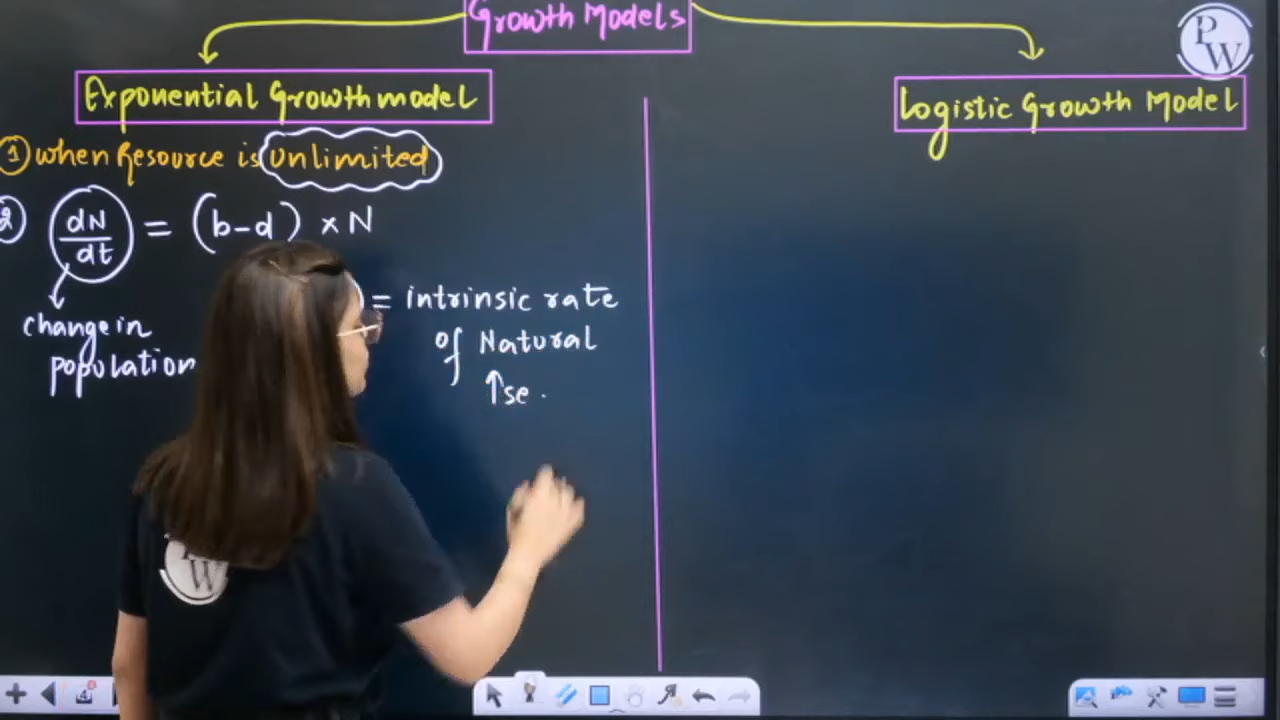 Growth Models
PW
Exponential Growth model
Logistic Growth Model
① when Resource is unlimited
② dN/dt = (b-d) × N
= intrinsic rate
of Natural
↑se.
change in
population
PW